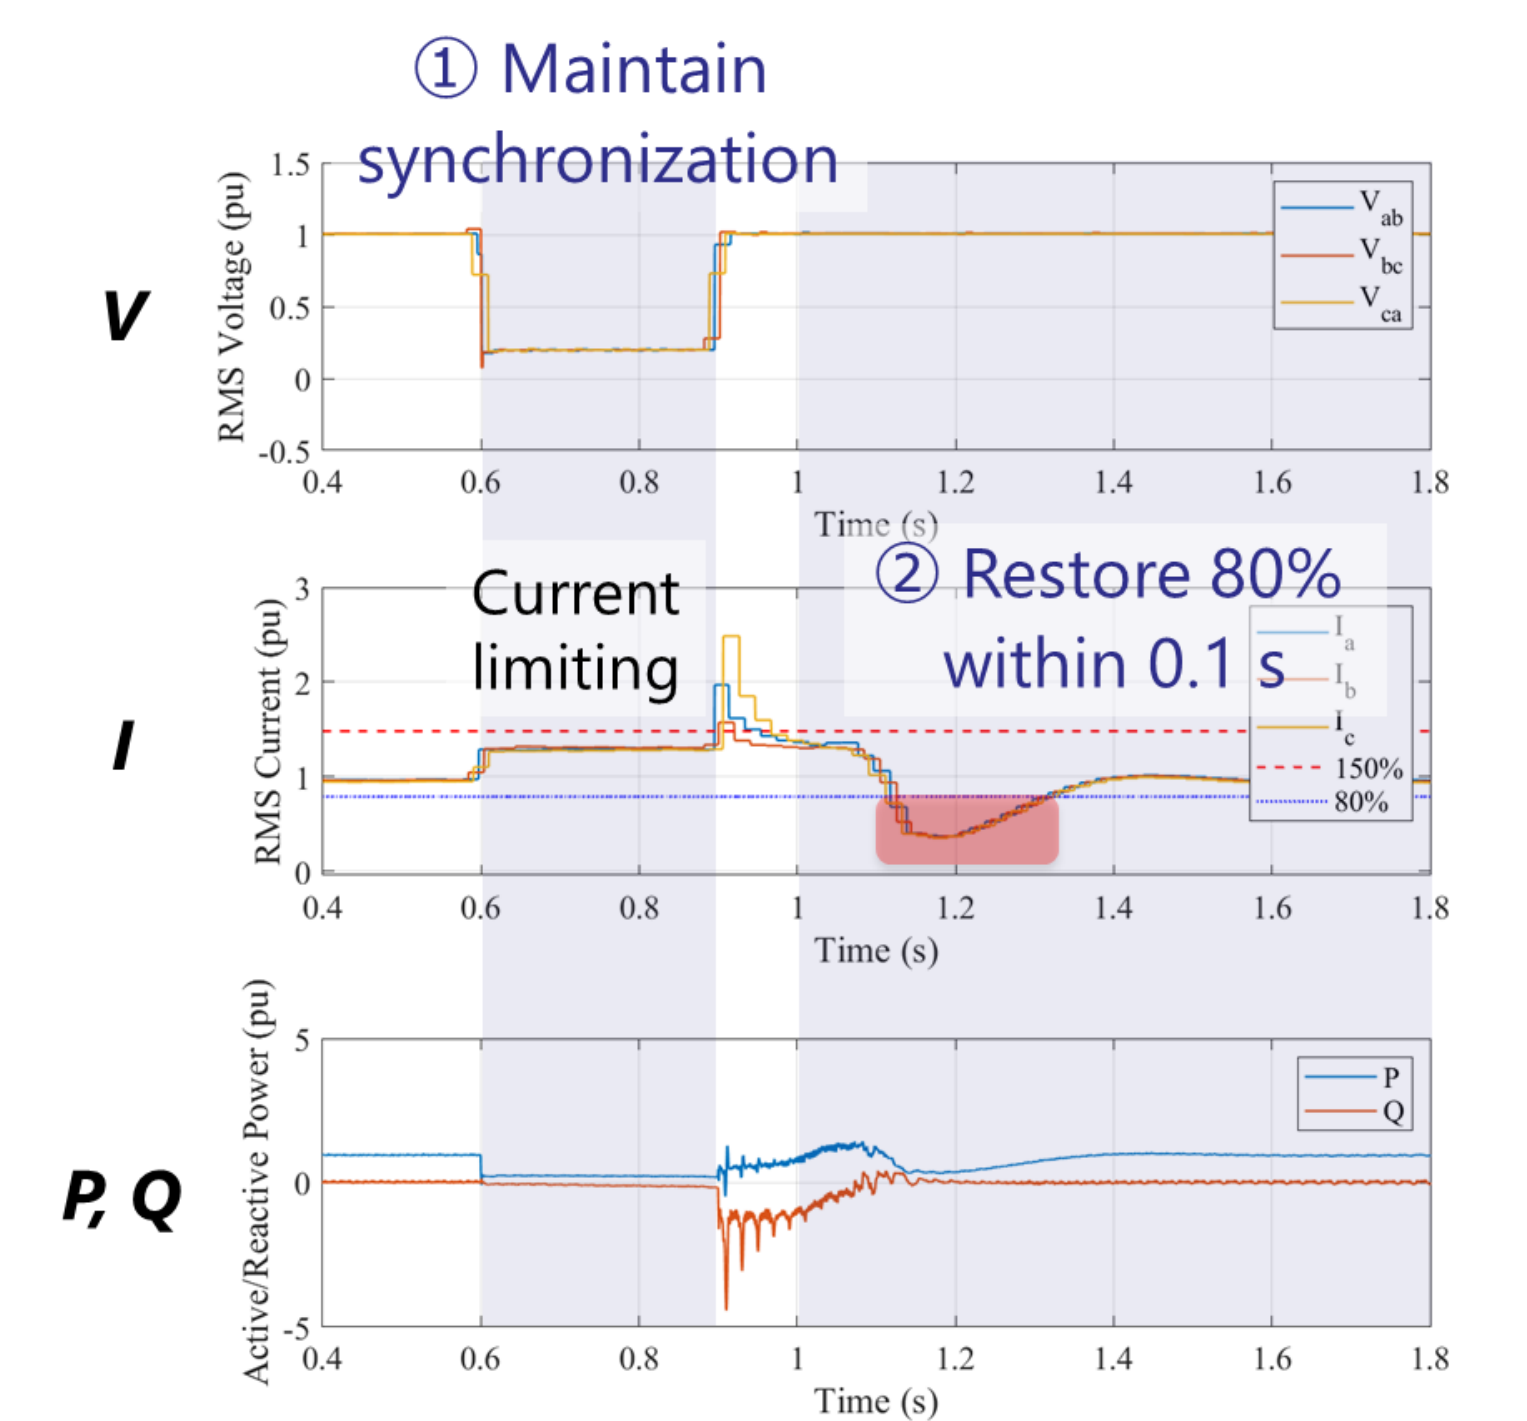 ① Maintain
synchronization
V
RMS Voltage (pu)
1.5
1
0.5
0
-0.5
V_ab
V_bc
V_ca
0.4 0.6 0.8 1 1.2 1.4 1.6 1.8
Time (s)
Current
limiting
② Restore 80%
within 0.1 s
I
RMS Current (pu)
3
2
1
0
I_a
I_b
I_c
150%
80%
0.4 0.6 0.8 1 1.2 1.4 1.6 1.8
Time (s)
P, Q
Active/Reactive Power (pu)
5
0
-5
P
Q
0.4 0.6 0.8 1 1.2 1.4 1.6 1.8
Time (s)